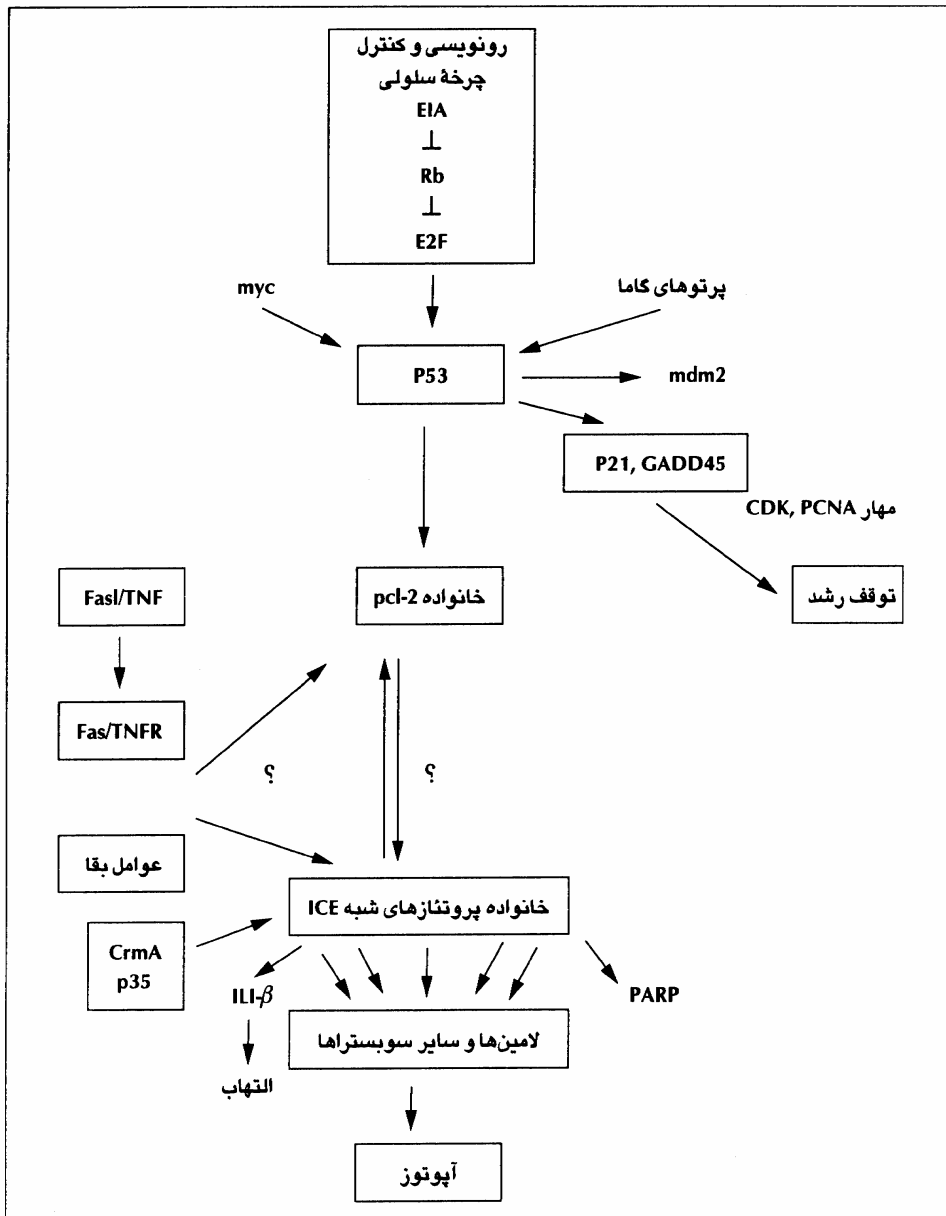 رونویسی و کنترل
چرخهٔ سلولی
EIA
⊥
Rb
⊥
E2F
myc
پرتوهای گاما
P53
mdm2
P21, GADD45
مهار CDK, PCNA
توقف رشد
Fasl/TNF
خانواده pcl-2
Fas/TNFR
؟
؟
عوامل بقا
خانواده پروتئازهای شبه ICE
CrmA
p35
ILI-β
PARP
لامین‌ها و سایر سوبستراها
التهاب
آپوتوز